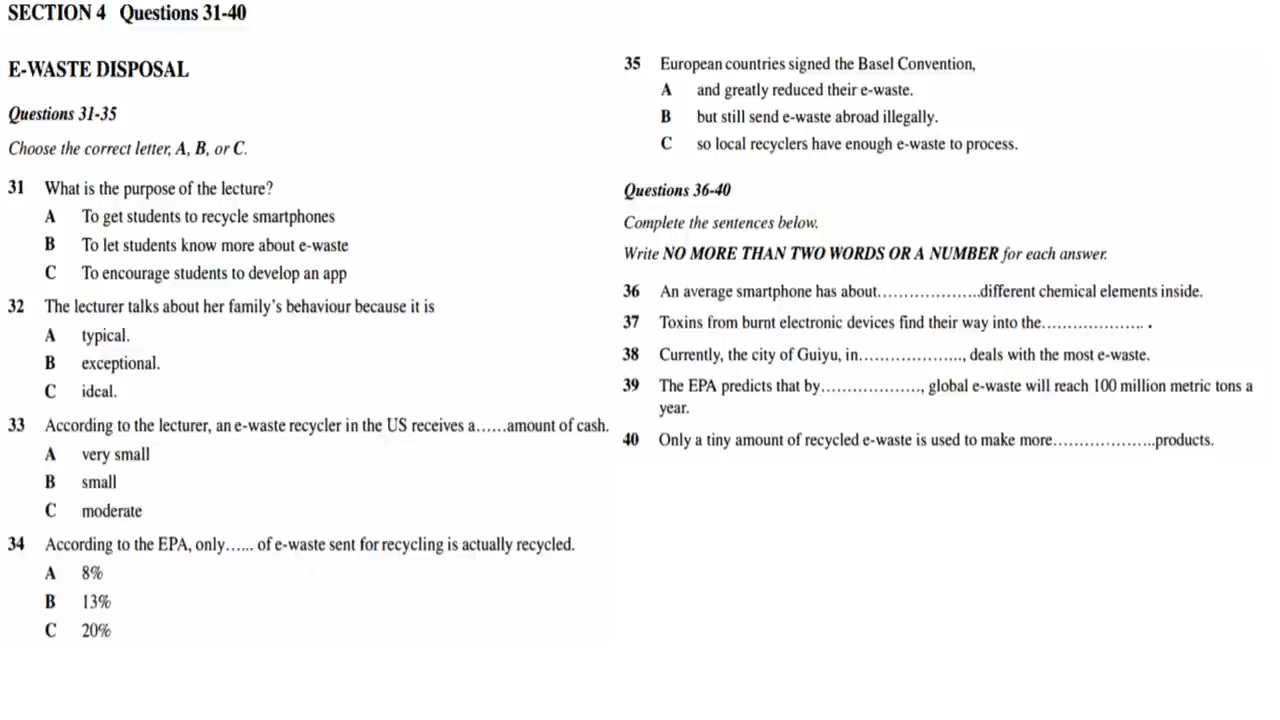 SECTION 4 Questions 31-40
E-WASTE DISPOSAL
Questions 31-35
Choose the correct letter, A, B, or C.
31 What is the purpose of the lecture?
A To get students to recycle smartphones
B To let students know more about e-waste
C To encourage students to develop an app
32 The lecturer talks about her family's behaviour because it is
A typical.
B exceptional.
C ideal.
33 According to the lecturer, an e-waste recycler in the US receives a......amount of cash.
A very small
B small
C moderate
34 According to the EPA, only...... of e-waste sent for recycling is actually recycled.
A 8%
B 13%
C 20%
35 European countries signed the Basel Convention,
A and greatly reduced their e-waste.
B but still send e-waste abroad illegally.
C so local recyclers have enough e-waste to process.
Questions 36-40
Complete the sentences below.
Write NO MORE THAN TWO WORDS OR A NUMBER for each answer.
36 An average smartphone has about...................different chemical elements inside.
37 Toxins from burnt electronic devices find their way into the................... .
38 Currently, the city of Guiyu, in..................., deals with the most e-waste.
39 The EPA predicts that by..................., global e-waste will reach 100 million metric tons a
year.
40 Only a tiny amount of recycled e-waste is used to make more...................products.